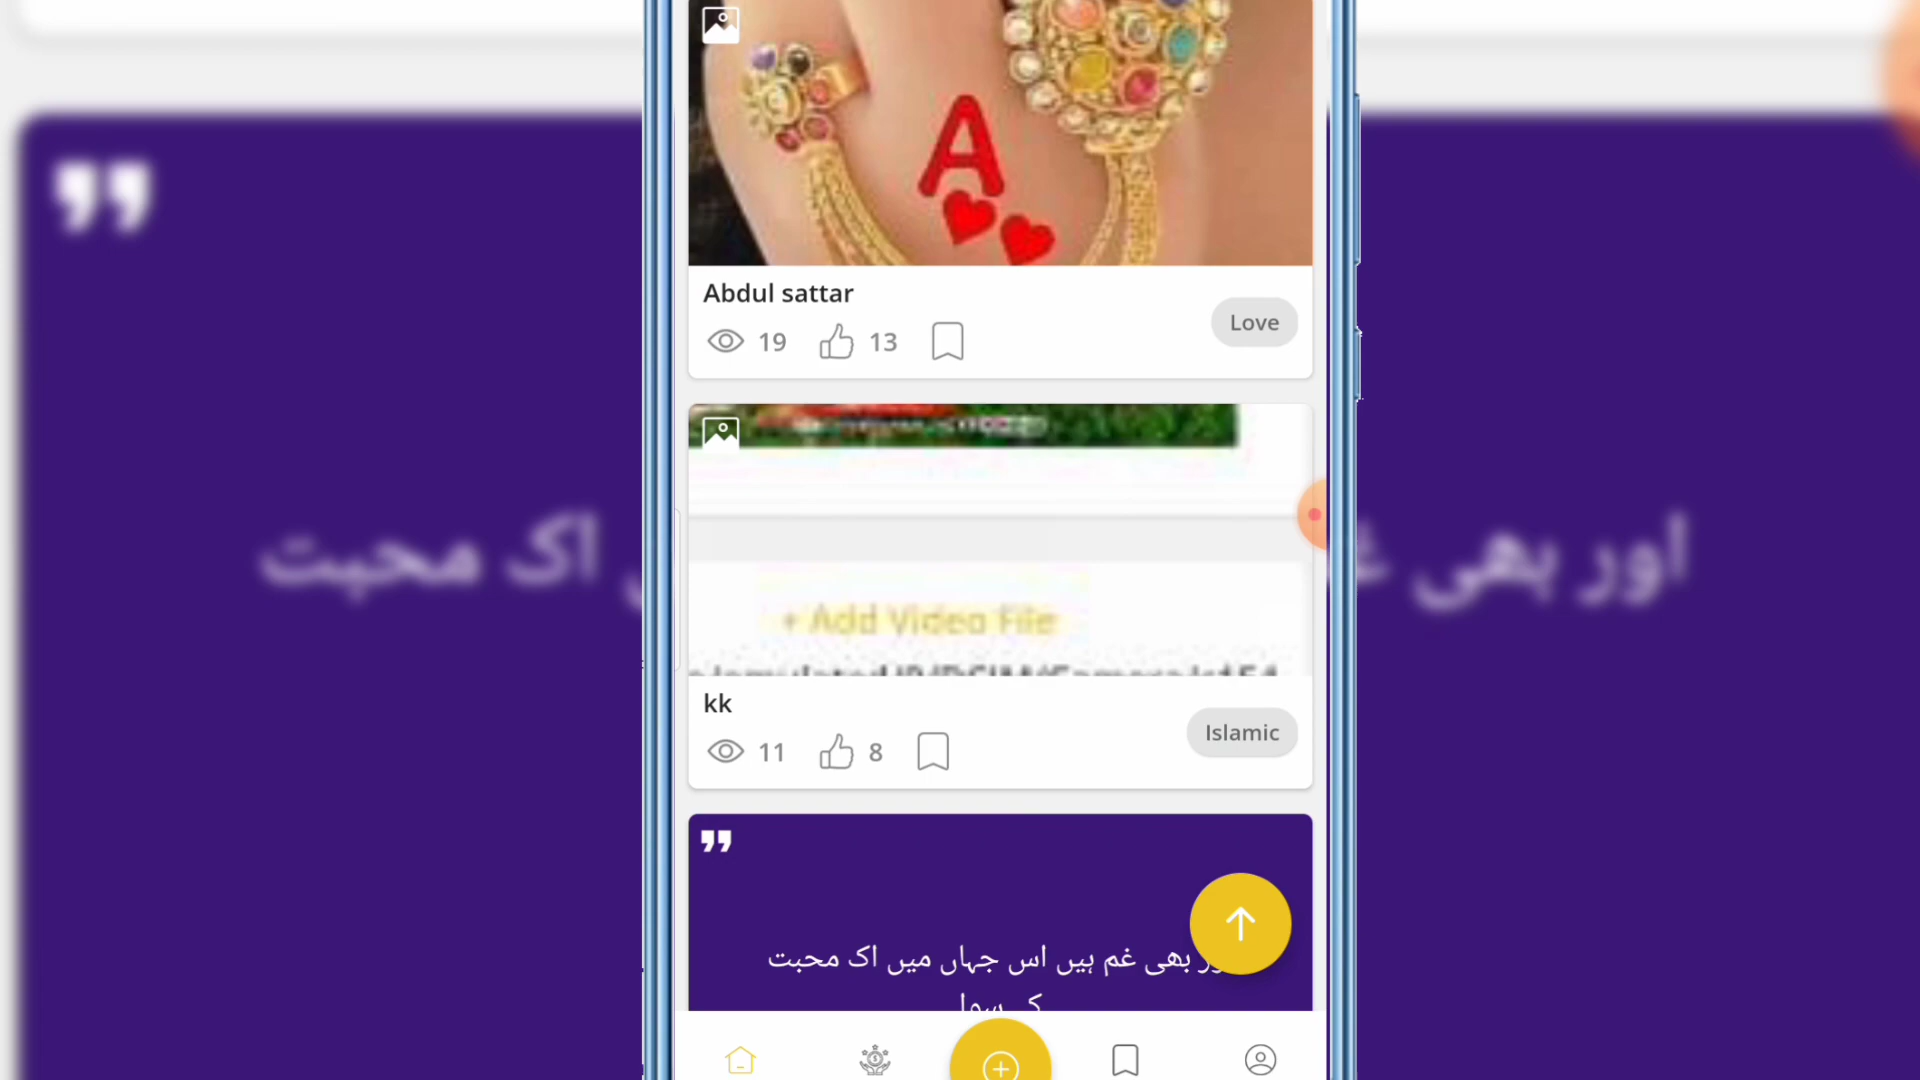 A
Abdul sattar
19
13
Love
+ Add Video File
kk
11
8
Islamic
بھی غم ہیں اس جہاں میں اک محبت
اور بھی
اک محبت